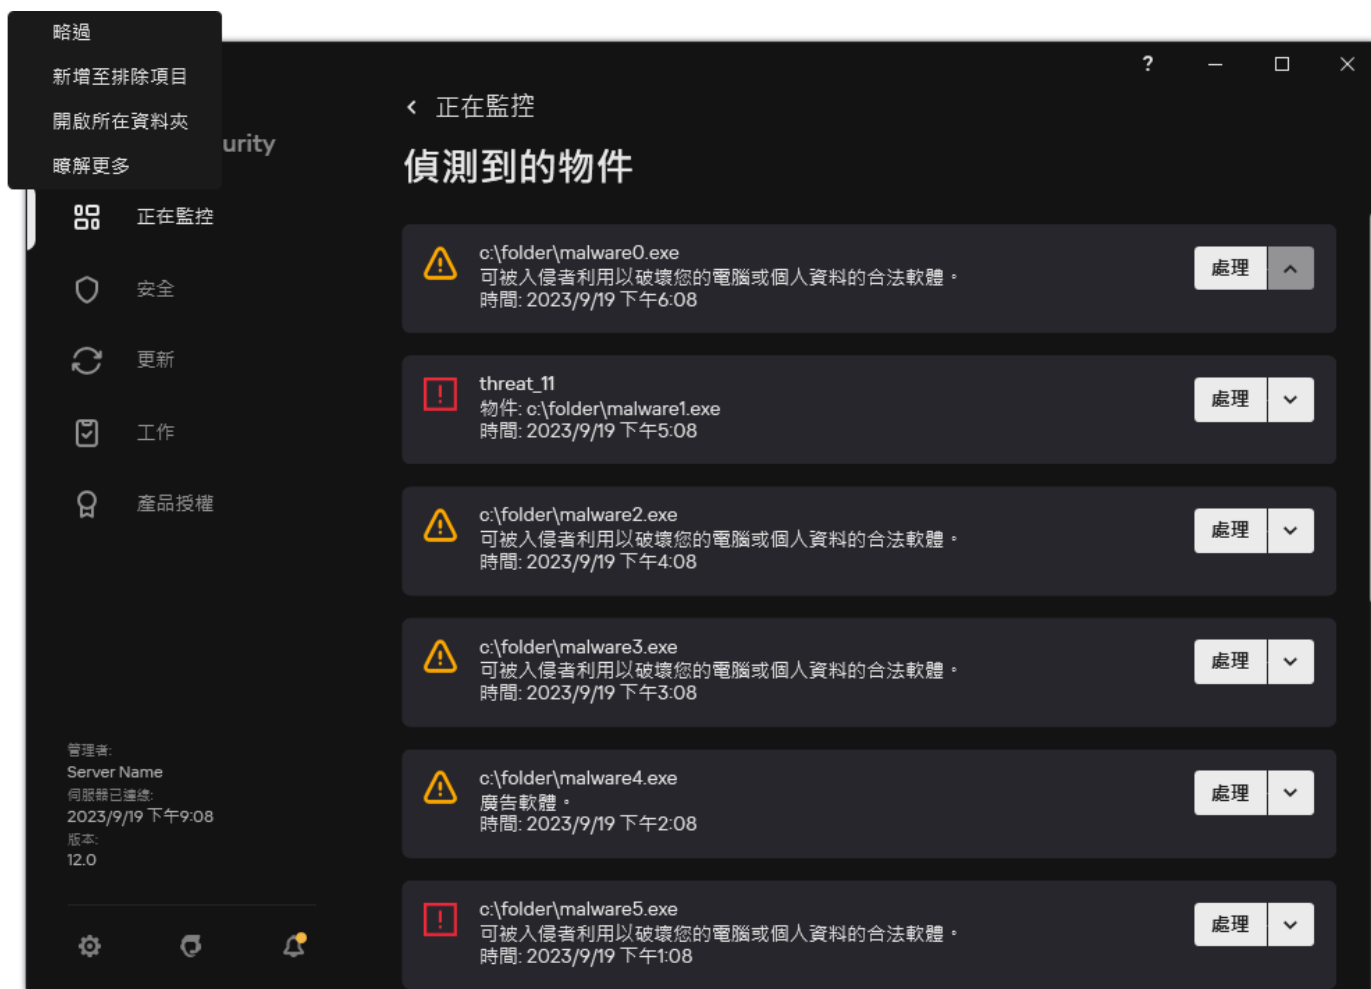 略過
新增至排除項目
開啟所在資料夾
瞭解更多
urity
正在監控
安全
更新
工作
產品授權
管理者:
Server Name
伺服器已連線:
2023/9/19 下午9:08
版本:
12.0
?
正在監控
偵測到的物件
c:\folder\malware0.exe
可被入侵者利用以破壞您的電腦或個人資料的合法軟體。
時間: 2023/9/19 下午6:08
處理
threat_11
物件: c:\folder\malware1.exe
時間: 2023/9/19 下午5:08
處理
c:\folder\malware2.exe
可被入侵者利用以破壞您的電腦或個人資料的合法軟體。
時間: 2023/9/19 下午4:08
處理
c:\folder\malware3.exe
可被入侵者利用以破壞您的電腦或個人資料的合法軟體。
時間: 2023/9/19 下午3:08
處理
c:\folder\malware4.exe
廣告軟體。
時間: 2023/9/19 下午2:08
處理
c:\folder\malware5.exe
可被入侵者利用以破壞您的電腦或個人資料的合法軟體。
時間: 2023/9/19 下午1:08
處理